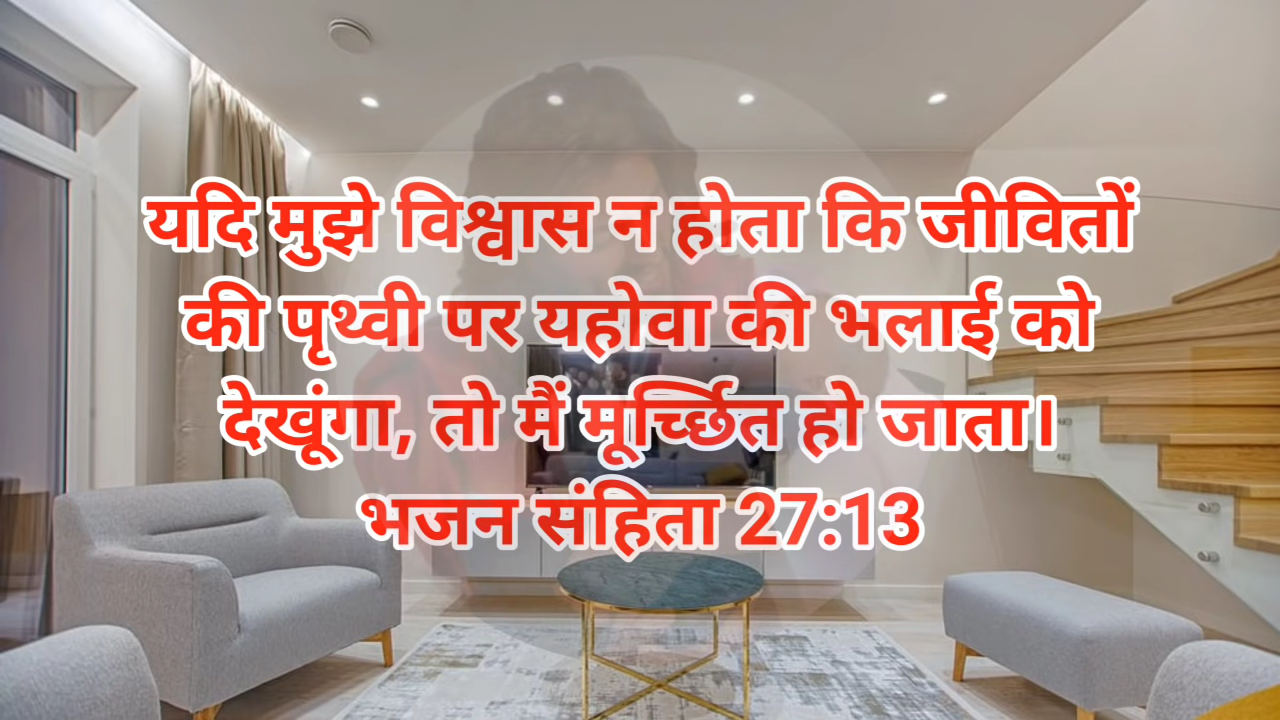 यदि मुझे विश्वास न होता कि जीवितों
की पृथ्वी पर यहोवा की भलाई को
देखूंगा, तो मैं मूर्च्छित हो जाता।
भजन संहिता 27:13